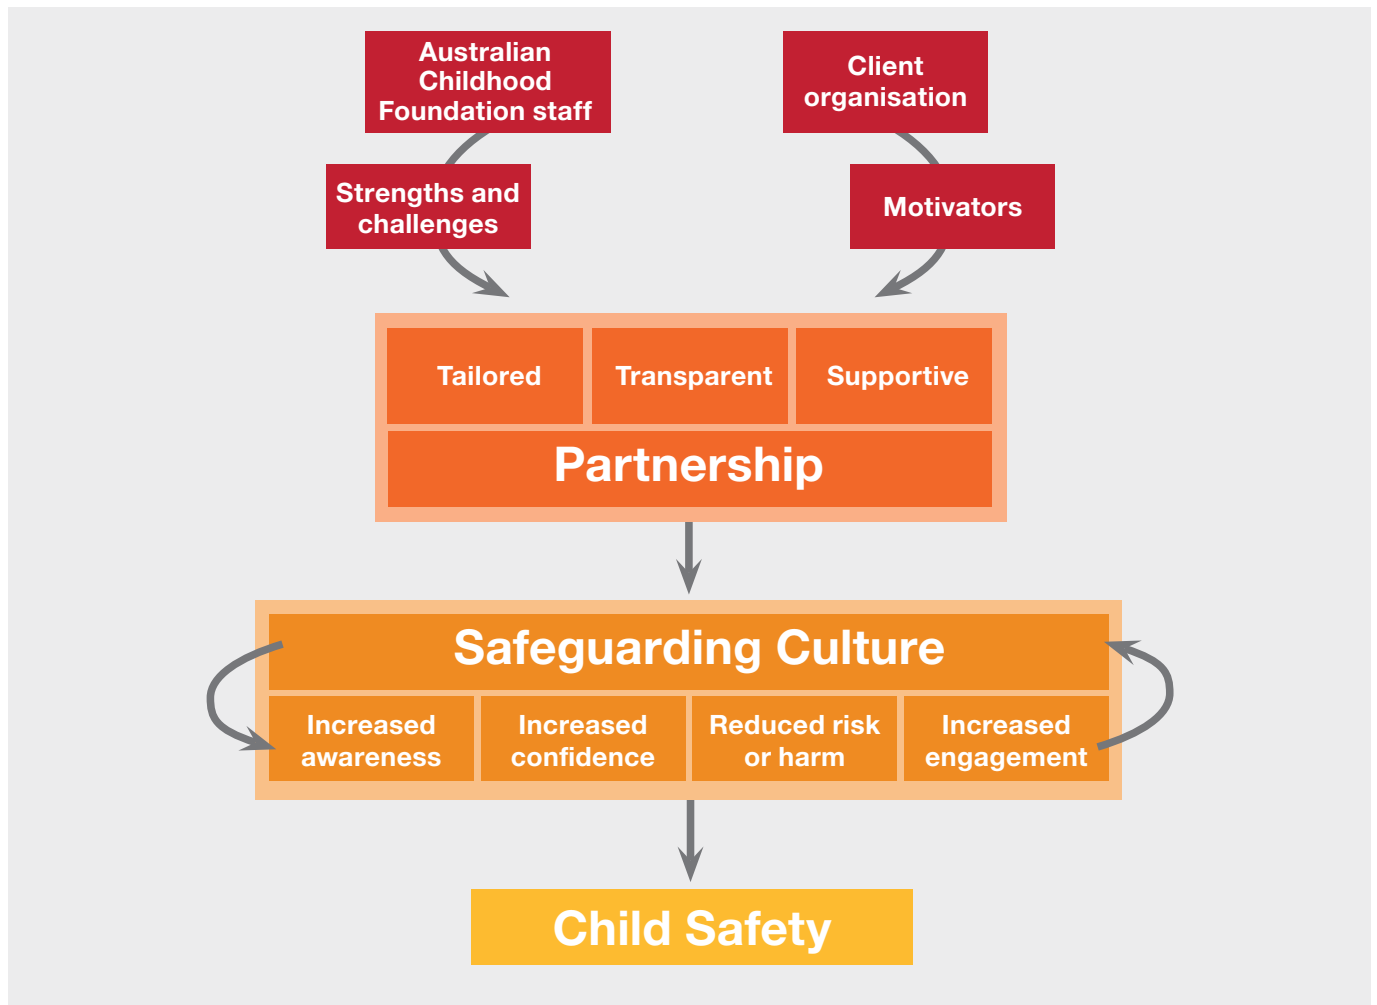 Australian
Childhood
Foundation staff
Client
organisation
Strengths and
challenges
Motivators
Tailored
Transparent
Supportive
Partnership
Safeguarding Culture
Increased
awareness
Increased
confidence
Reduced risk
or harm
Increased
engagement
Child Safety